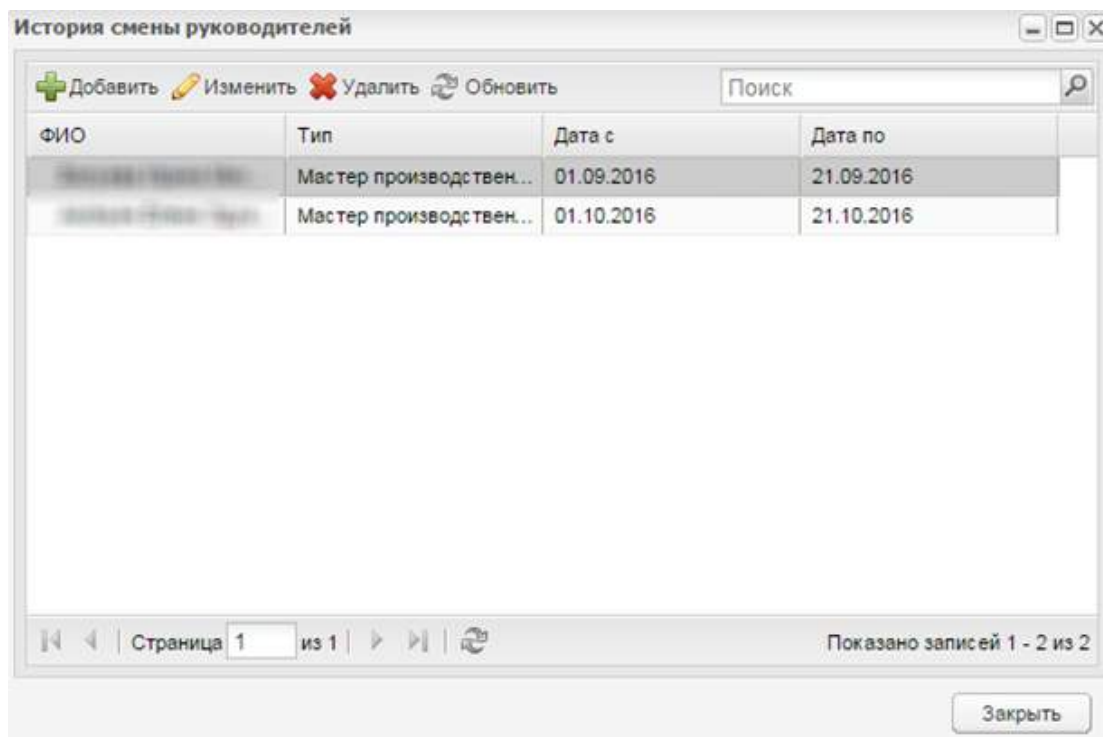 История смены руководителей
Добавить Изменить Удалить Обновить Поиск
ФИО Тип Дата с Дата по
Мастер производствен... 01.09.2016 21.09.2016
Мастер производствен... 01.10.2016 21.10.2016
Страница 1 из 1 Показано записей 1 - 2 из 2
Закрыть